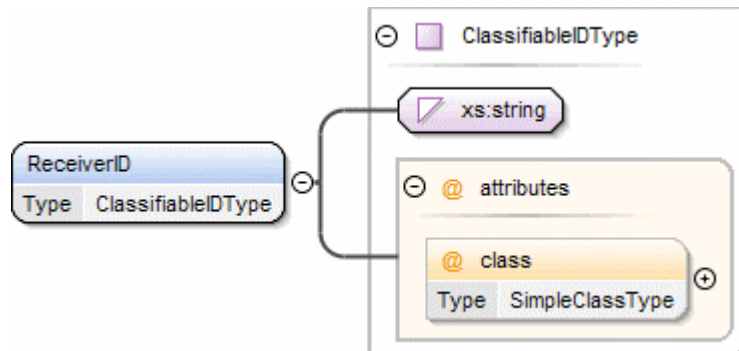 ClassifiableIDType
xs:string
ReceiverID
Type ClassifiableIDType
@ attributes
@ class
Type SimpleClassType